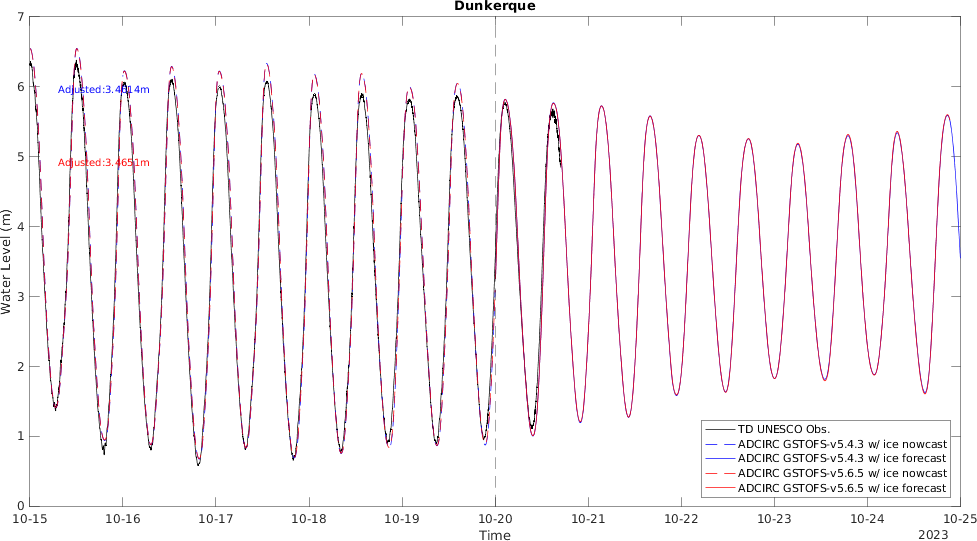 Dunkerque
7
6
5
4
3
2
1
0
Water Level (m)
Adjusted:3.4614m
Adjusted:3.4651m
TD UNESCO Obs.
ADCIRC GSTOFS-v5.4.3 w/ ice nowcast
ADCIRC GSTOFS-v5.4.3 w/ ice forecast
ADCIRC GSTOFS-v5.6.5 w/ ice nowcast
ADCIRC GSTOFS-v5.6.5 w/ ice forecast
10-15 10-16 10-17 10-18 10-19 10-20 10-21 10-22 10-23 10-24 10-25
Time
2023